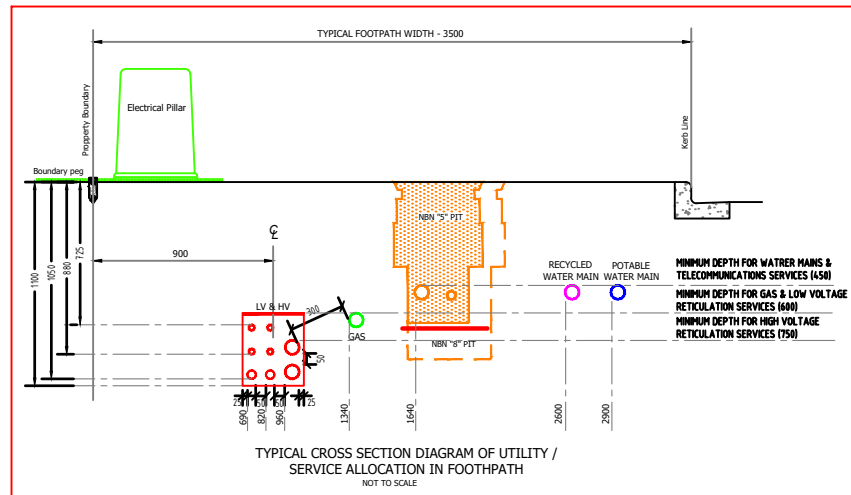 TYPICAL FOOTPATH WIDTH - 3500
Propperty Boundary
Electrical Pillar
Kerb Line
Boundary peg
725
880
1050
1100
900
℄
NBN "5" PIT
RECYCLED
WATER MAIN
POTABLE
WATER MAIN
MINIMUM DEPTH FOR WATRER MAINS &
TELECOMMUNICATIONS SERVICES (450)
MINIMUM DEPTH FOR GAS & LOW VOLTAGE
RETICULATION SERVICES (600)
MINIMUM DEPTH FOR HIGH VOLTAGE
RETICULATION SERVICES (750)
LV & HV
300
GAS
NBN "8" PIT
50
25
50
50
25
690
820
960
1340
1640
2600
2900
TYPICAL CROSS SECTION DIAGRAM OF UTILITY /
SERVICE ALLOCATION IN FOOTHPATH
NOT TO SCALE